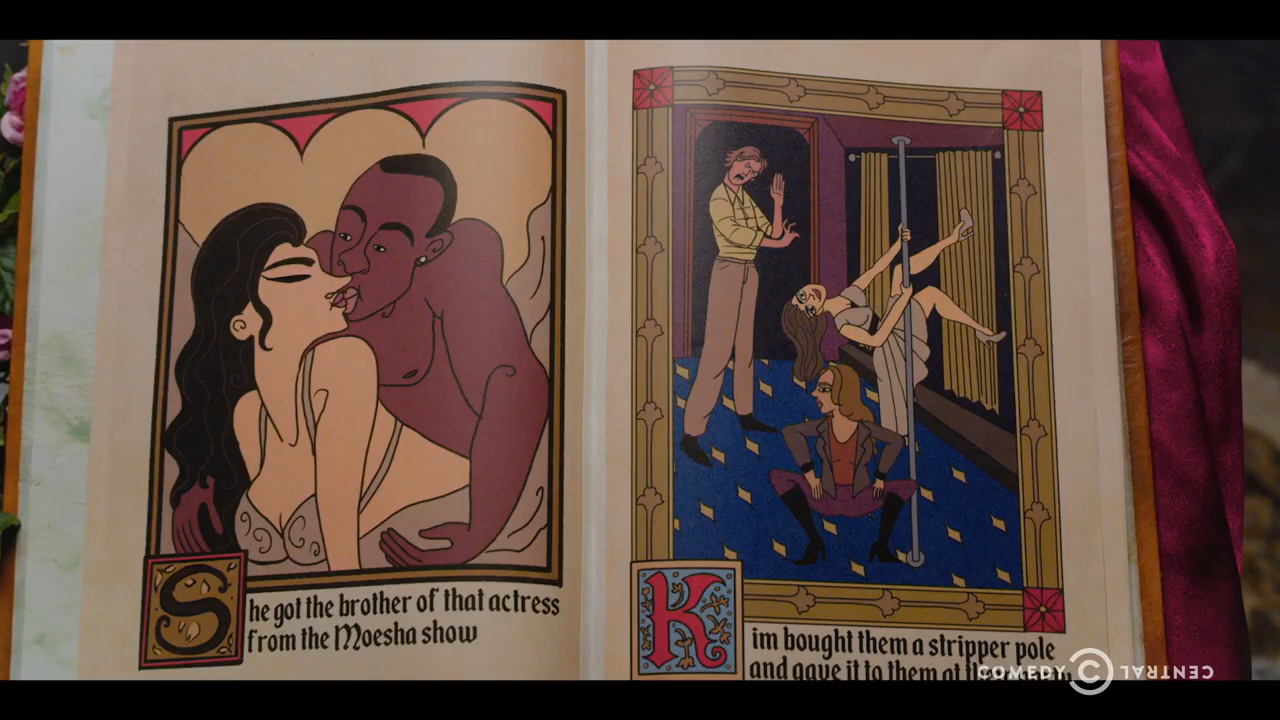 She got the brother of that actress
from the Moesha show
Kim bought them a stripper pole
and gave it to them at
COMEDY CENTRAL